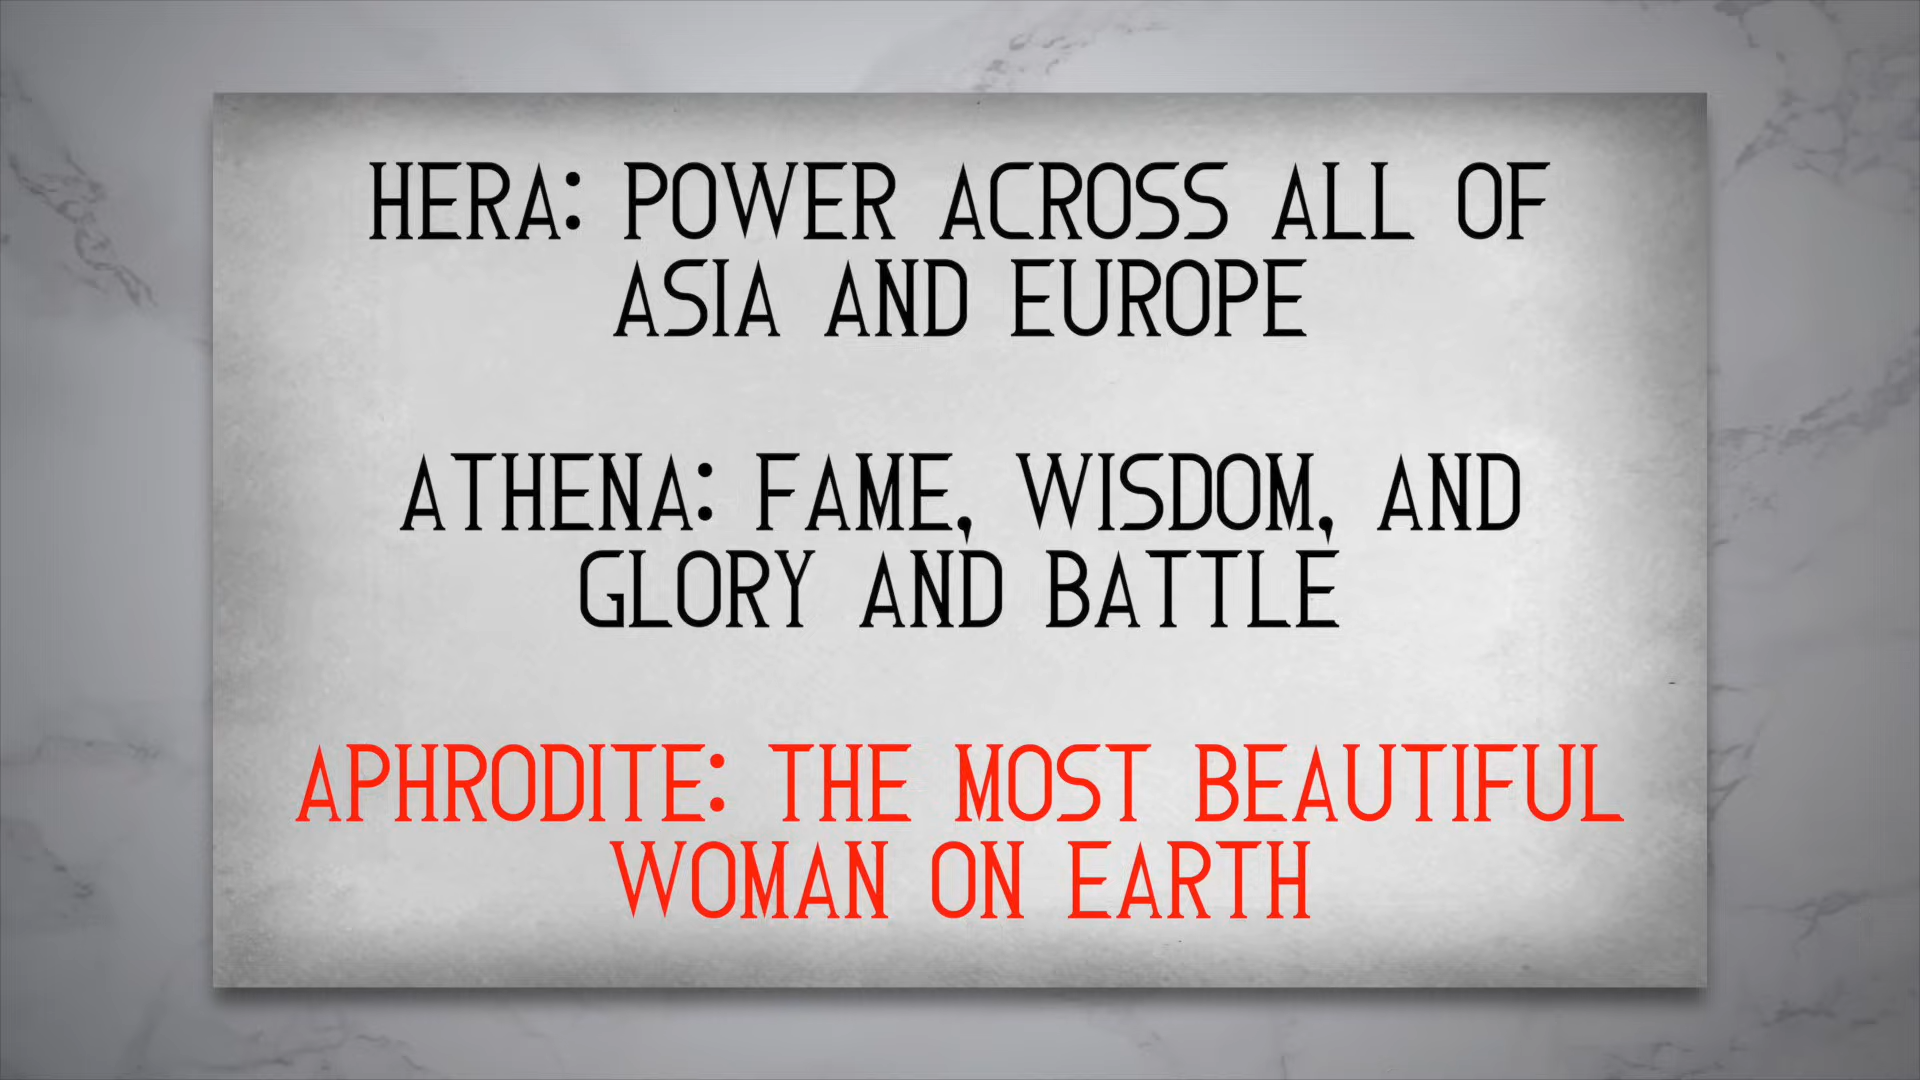 HERA: POWER ACROSS ALL OF
ASIA AND EUROPE
ATHENA: FAME, WISDOM, AND
GLORY AND BATTLE
APHRODITE: THE MOST BEAUTIFUL
WOMAN ON EARTH